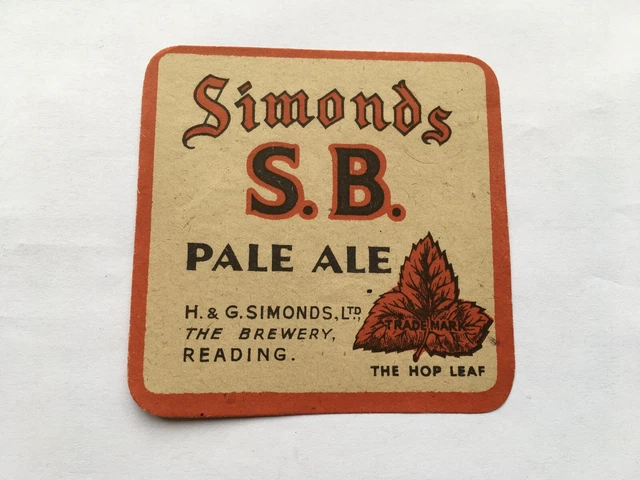 Simonds
S.B.
PALE ALE
H. & G. SIMONDS, LTD,
THE BREWERY,
READING.
TRADE MARK
THE HOP LEAF